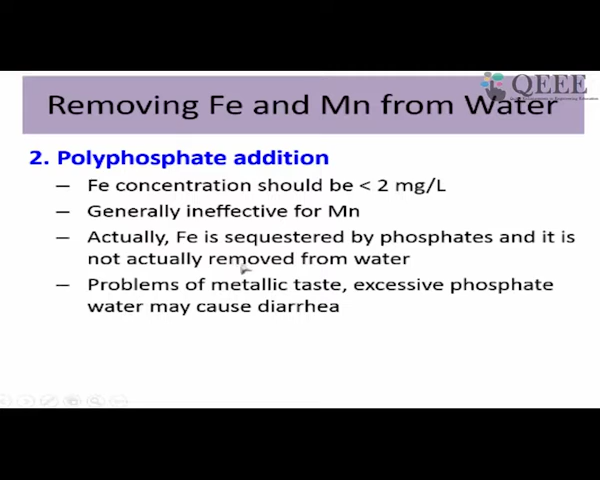 QEEE
Removing Fe and Mn from Water
2. Polyphosphate addition
– Fe concentration should be < 2 mg/L
– Generally ineffective for Mn
– Actually, Fe is sequestered by phosphates and it is
not actually removed from water
– Problems of metallic taste, excessive phosphate
water may cause diarrhea